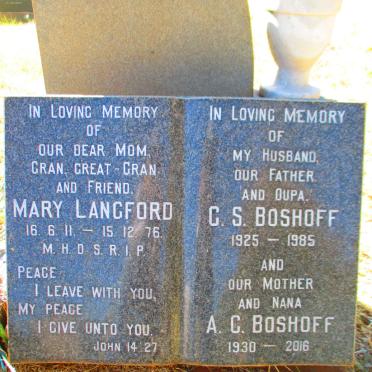 In Loving Memory
of
our dear Mom,
Gran, Great-Gran
and Friend,
Mary Langford
16. 6. 11. – 15. 12. 76.
M. H. D. S. R. I. P.
Peace
I leave with you,
My peace
I give unto you.
John 14 27
In Loving Memory
of
my Husband,
our Father
and Oupa,
G. S. Boshoff
1925 – 1985
and
our Mother
and Nana
A. G. Boshoff
1930 – 2016